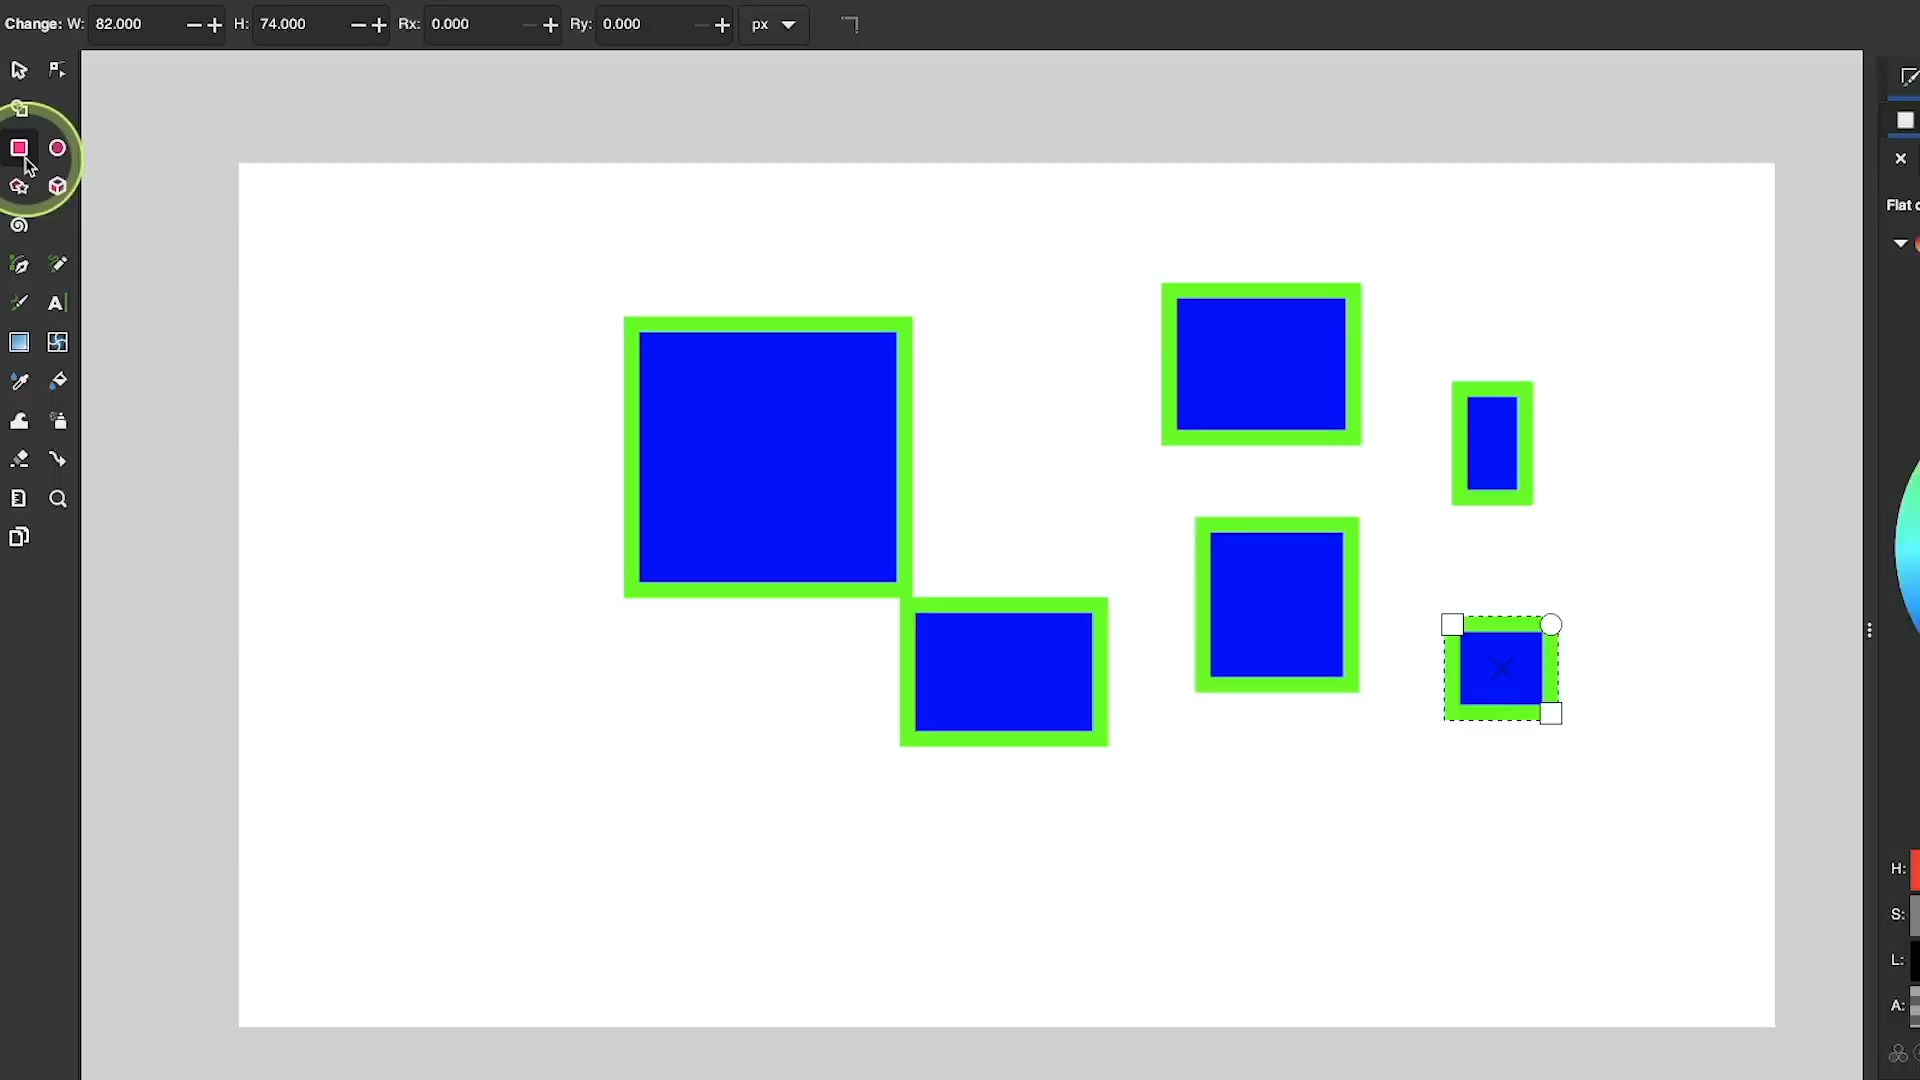 Change: W: 82.000 H: 74.000 Rx: 0.000 Ry: 0.000 px
Flat
H:
S:
L:
A: